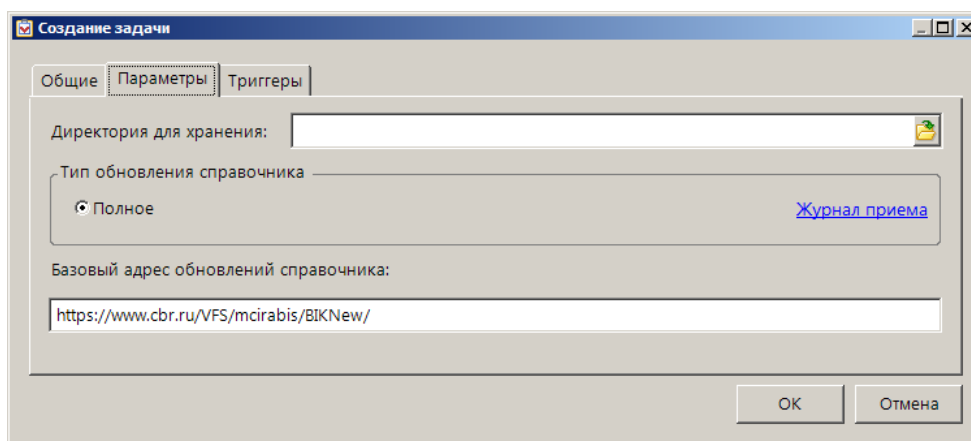 Создание задачи
Общие Параметры Триггеры
Директория для хранения:
Тип обновления справочника
Полное Журнал приема
Базовый адрес обновлений справочника:
https://www.cbr.ru/VFS/mcirabis/BIKNew/
ОК Отмена